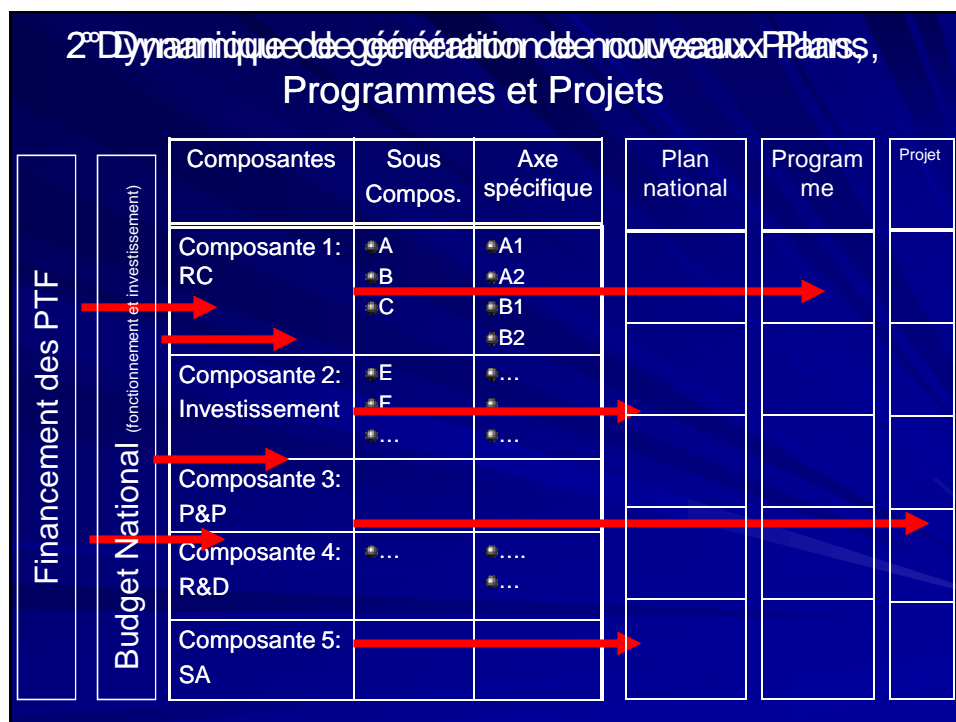 2° Dynamique de génération de nouveaux Plans,
Programmes et Projets
Financement des PTF
Budget National (fonctionnement et investissement)
Composantes
Sous
Compos.
Axe
spécifique
Plan
national
Program
me
Projet
Composante 1:
RC
A
B
C
A1
A2
B1
B2
Composante 2:
Investissement
E
F
…
…
…
Composante 3:
P&P
Composante 4:
R&D
…
….
…
Composante 5:
SA